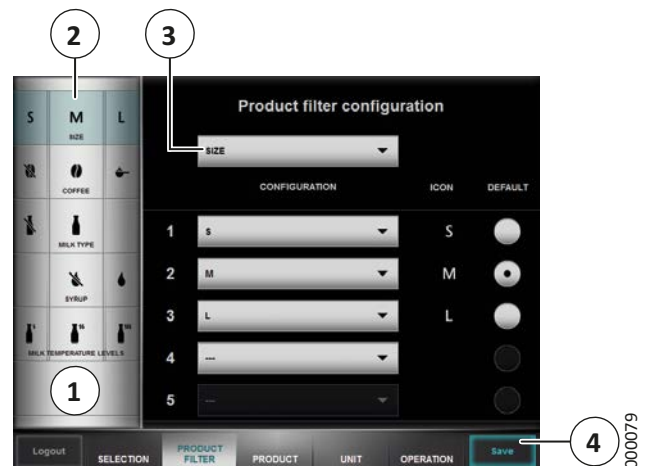 2
3
Product filter configuration
S M L
SIZE
SIZE
CONFIGURATION ICON DEFAULT
COFFEE
1 S S
MILK TYPE
2 M M
SYRUP
3 L L
MILK TEMPERATURE LEVELS
4 ---
1
5 ---
Logout SELECTION PRODUCT FILTER PRODUCT UNIT OPERATION Save
4
000079